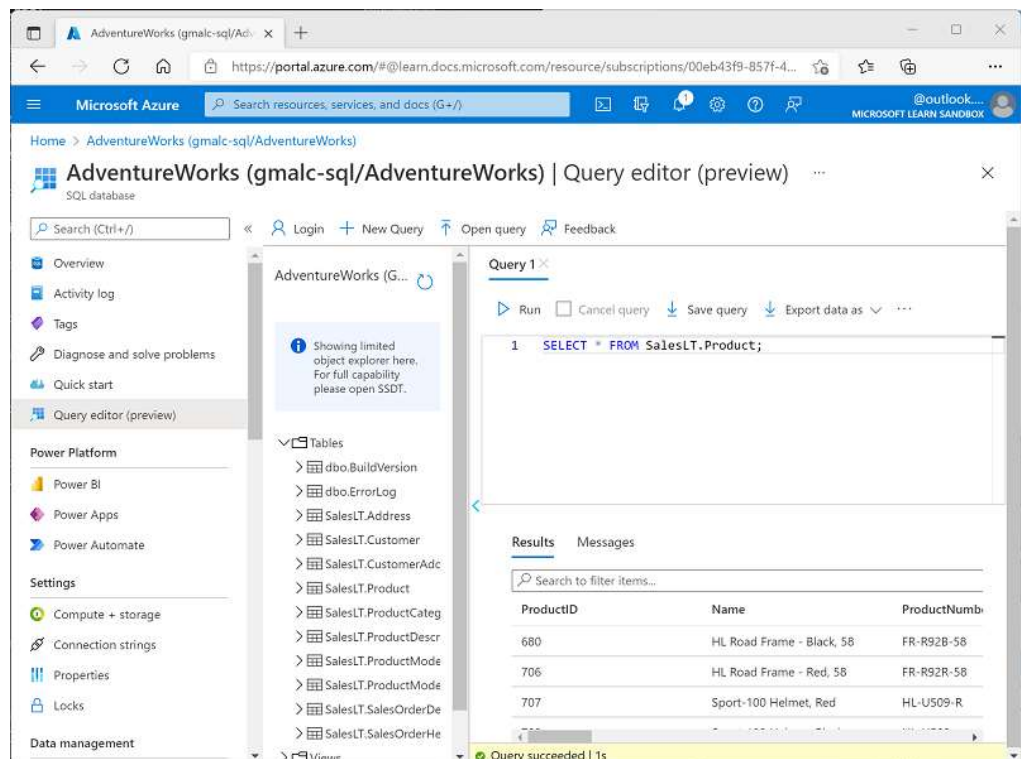 AdventureWorks (gmalc-sql/Adv
https://portal.azure.com/#@learn.docs.microsoft.com/resource/subscriptions/00eb43f9-857f-4...
Microsoft Azure
Search resources, services, and docs (G+/)
1
@outlook....
MICROSOFT LEARN SANDBOX
Home > AdventureWorks (gmalc-sql/AdventureWorks)
AdventureWorks (gmalc-sql/AdventureWorks) | Query editor (preview) ...
SQL database
Search (Ctrl+/)
«
Login
New Query
Open query
Feedback
Overview
Activity log
Tags
Diagnose and solve problems
Quick start
Query editor (preview)
Power Platform
Power BI
Power Apps
Power Automate
Settings
Compute + storage
Connection strings
Properties
Locks
Data management
AdventureWorks (G...
Showing limited
object explorer here.
For full capability
please open SSDT.
Tables
dbo.BuildVersion
dbo.ErrorLog
SalesLT.Address
SalesLT.Customer
SalesLT.CustomerAdc
SalesLT.Product
SalesLT.ProductCateg
SalesLT.ProductDescr
SalesLT.ProductMode
SalesLT.ProductMode
SalesLT.SalesOrderDe
SalesLT.SalesOrderHe
Views
Query 1
Run
Cancel query
Save query
Export data as
...
1 SELECT * FROM SalesLT.Product;
Results Messages
Search to filter items...
ProductID Name ProductNumb
680 HL Road Frame - Black, 58 FR-R92B-58
706 HL Road Frame - Red, 58 FR-R92R-58
707 Sport-100 Helmet, Red HL-U509-R
Query succeeded | 1s